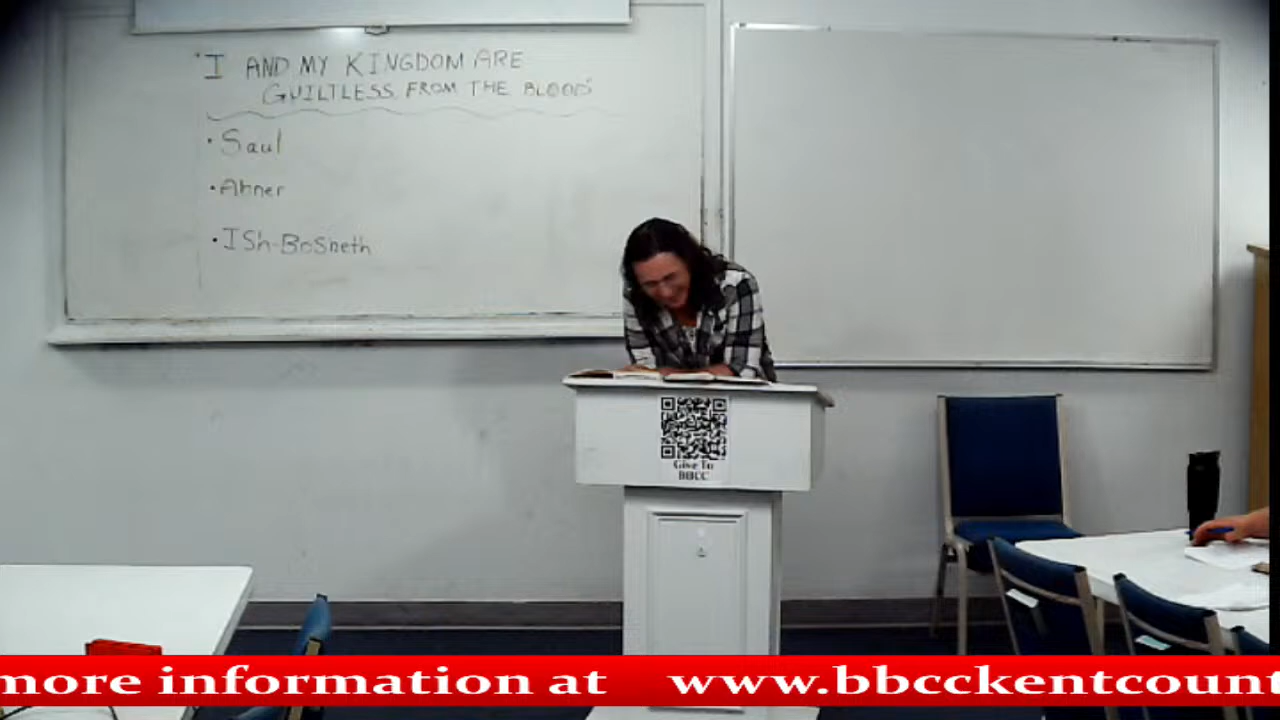 "I AND MY KINGDOM ARE
GUILTLESS FROM THE BLOOD"
• Saul
• Abner
• ISh-BoSheth
Give To
BBCC
more information at www.bbcckentcount